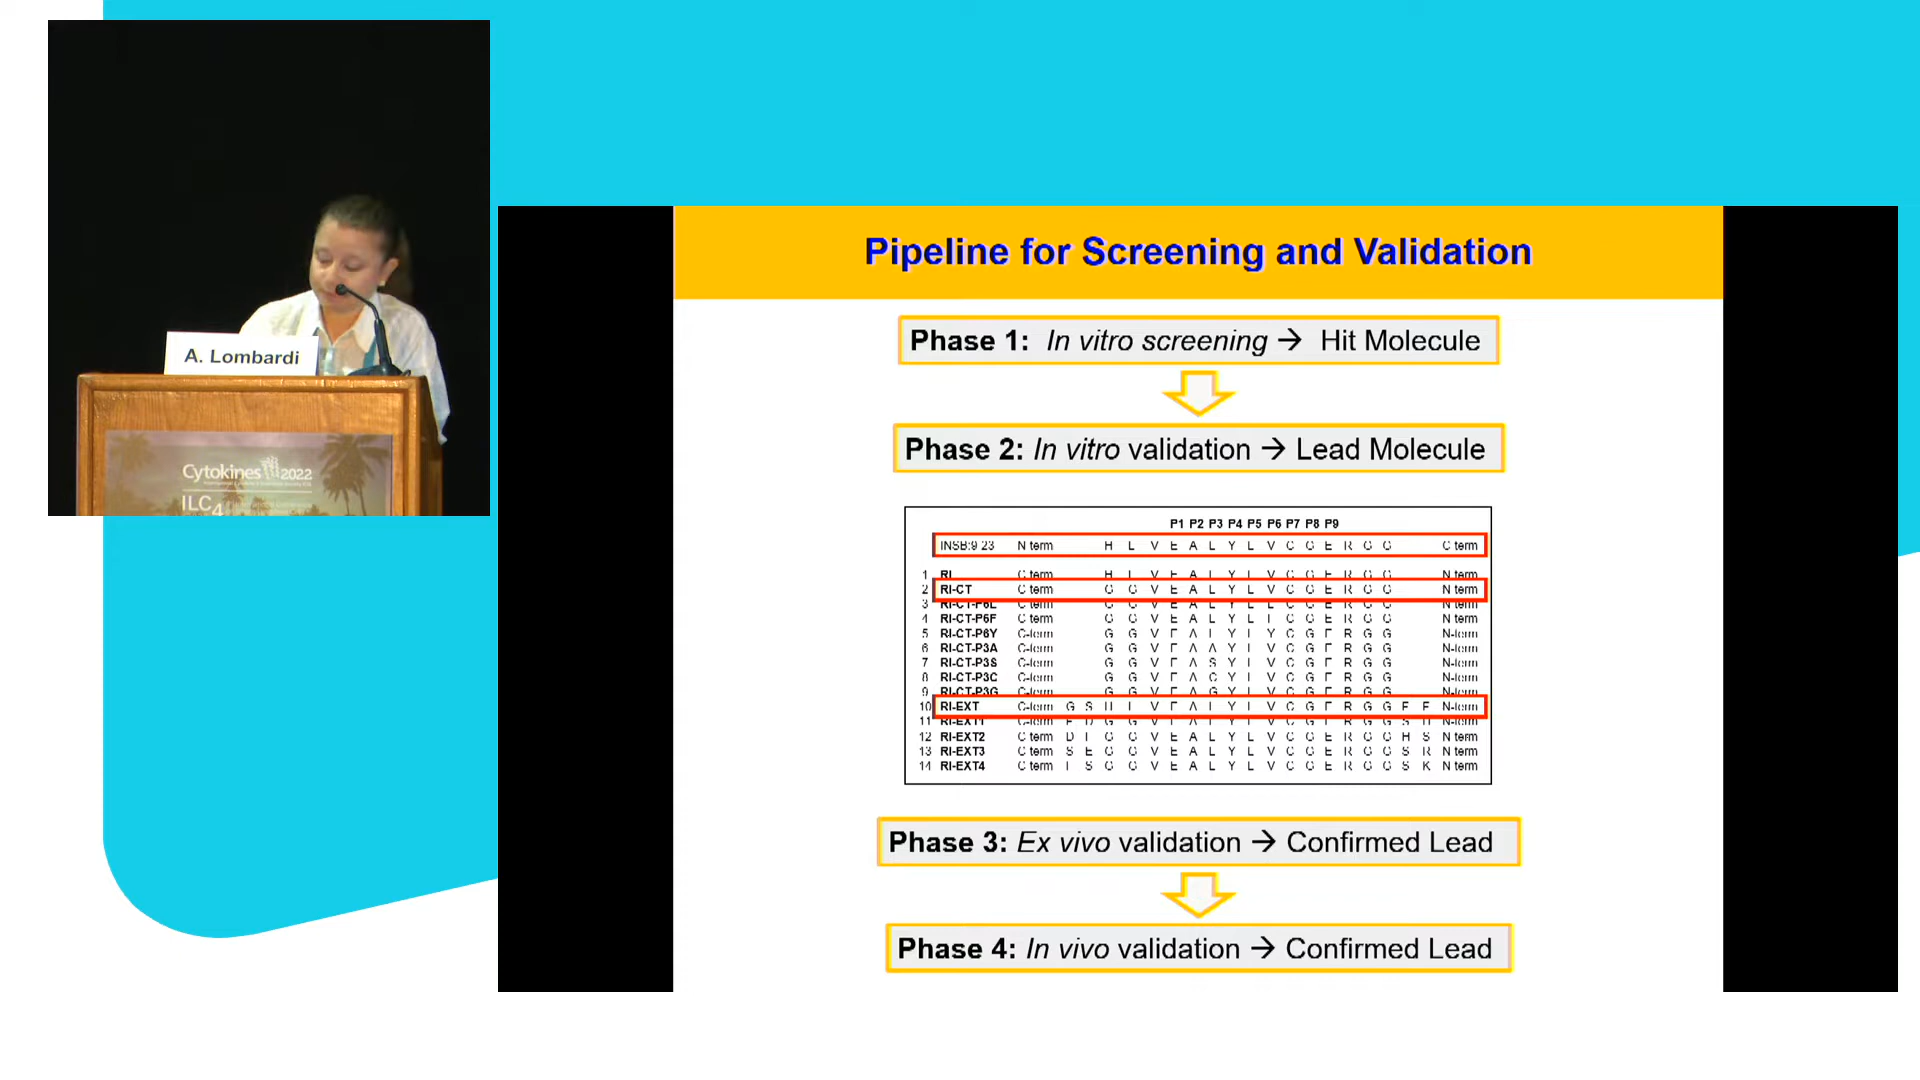 A. Lombardi
Cytokines 2022
ILC4
Pipeline for Screening and Validation
Phase 1: In vitro screening → Hit Molecule
Phase 2: In vitro validation → Lead Molecule
P1 P2 P3 P4 P5 P6 P7 P8 P9
INSB:9 23 N term H L V E A L Y L V C G E R G G C term
1 RI C term H L V E A L Y L V C G E R G G N term
2 RI-CT C term G G V E A L Y L V C G E R G G N term
3 RI-CT-P6L C term G G V E A L Y L L C G E R G G N term
4 RI-CT-P6F C term G G V E A L Y L F C G E R G G N term
5 RI-CT-P6Y C-term G G V E A L Y L Y C G E R G G N-term
6 RI-CT-P3A C-term G G V E A A Y L V C G E R G G N-term
7 RI-CT-P3S C-term G G V E A S Y L V C G E R G G N-term
8 RI-CT-P3C C-term G G V E A C Y L V C G E R G G N-term
9 RI-CT-P3G C-term G G V E A G Y L V C G E R G G N-term
10 RI-EXT C-term G S H L V E A L Y L V C G E R G G F F N-term
11 RI-EXT1 C-term G G V E A L Y L V C G E R G G S N-term
12 RI-EXT2 C term G G V E A L Y L V C G E R G G H S N term
13 RI-EXT3 C term S E G G V E A L Y L V C G E R G G S R N term
14 RI-EXT4 C term S G G V E A L Y L V C G E R G G S K N term
Phase 3: Ex vivo validation → Confirmed Lead
Phase 4: In vivo validation → Confirmed Lead